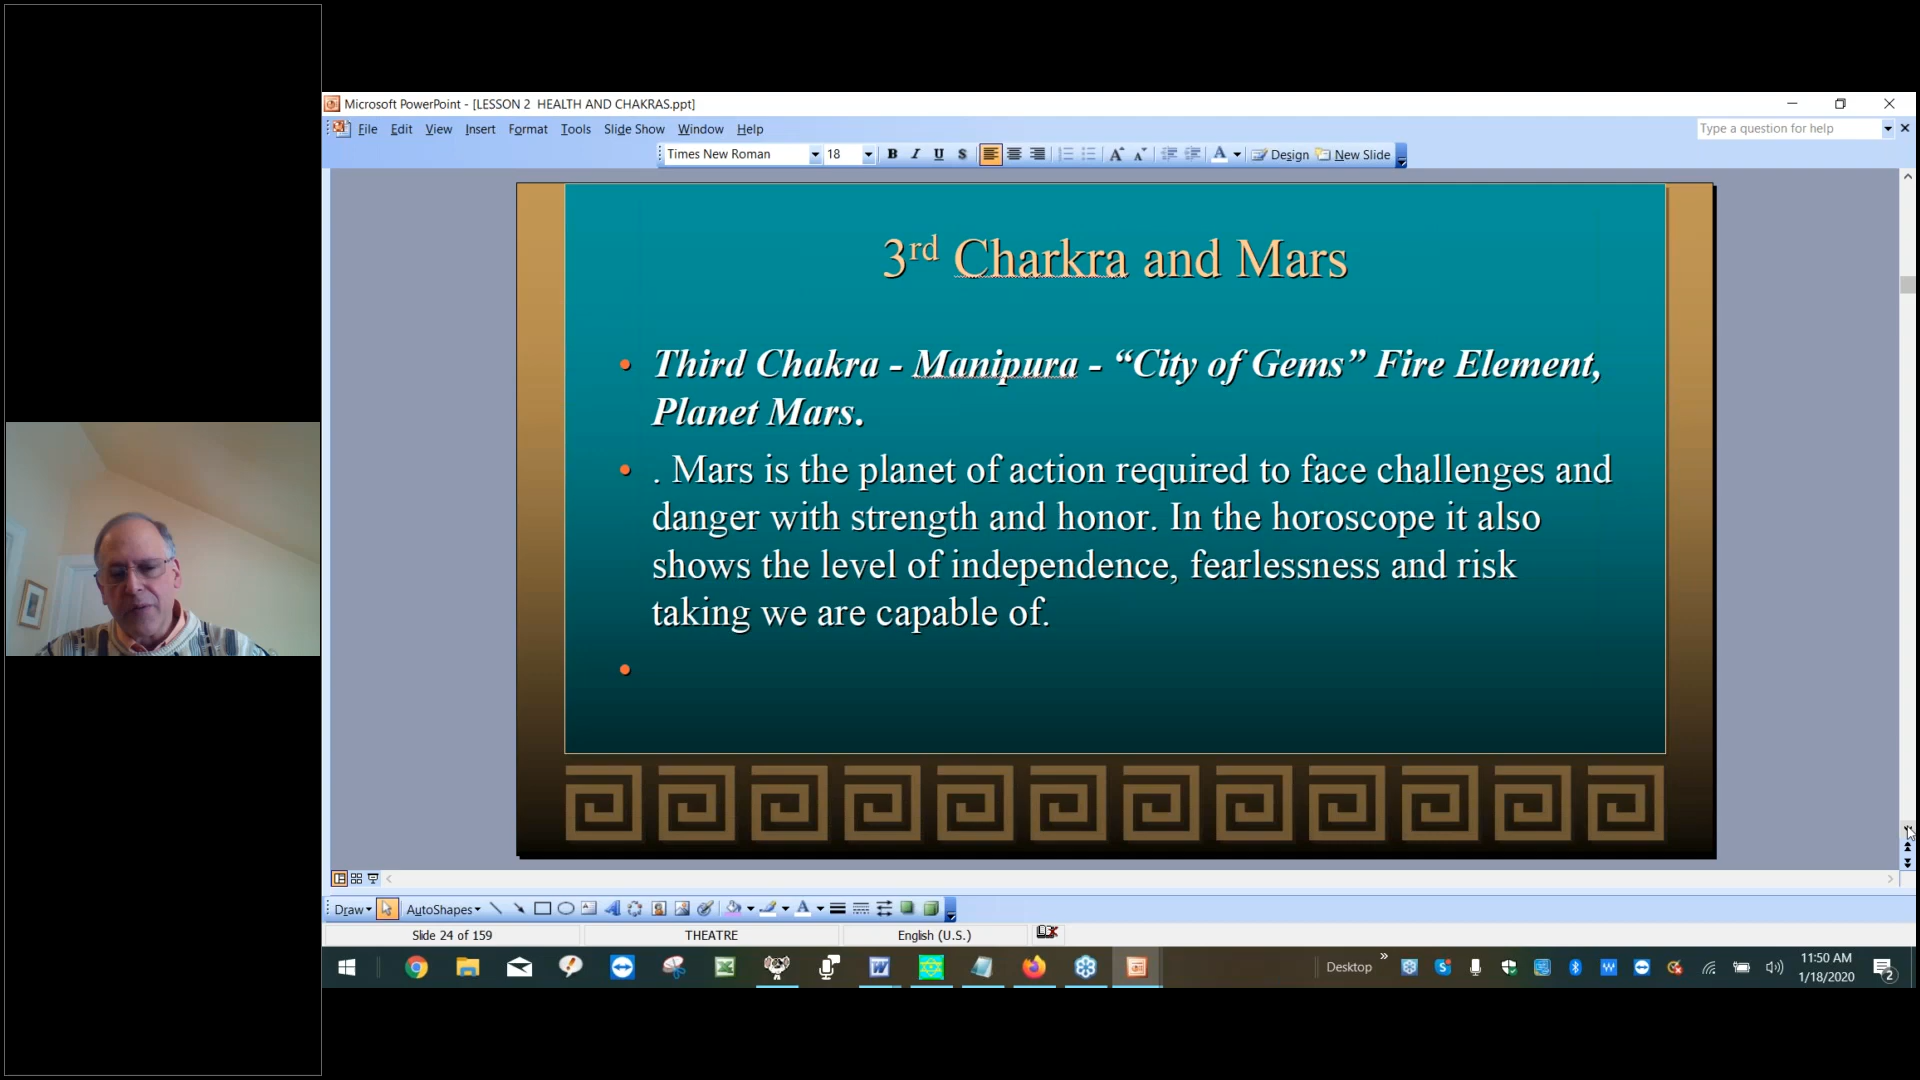 Microsoft PowerPoint - [LESSON 2  HEALTH AND CHAKRAS.ppt]
File Edit View Insert Format Tools Slide Show Window Help
Type a question for help
Times New Roman 18 B I U S A A A Design New Slide
3rd Charkra and Mars
• Third Chakra - Manipura - “City of Gems” Fire Element,
Planet Mars.
• . Mars is the planet of action required to face challenges and
danger with strength and honor. In the horoscope it also
shows the level of independence, fearlessness and risk
taking we are capable of.
•
Draw AutoShapes A
Slide 24 of 159 THEATRE English (U.S.)
Desktop » 11:50 AM
1/18/2020
2